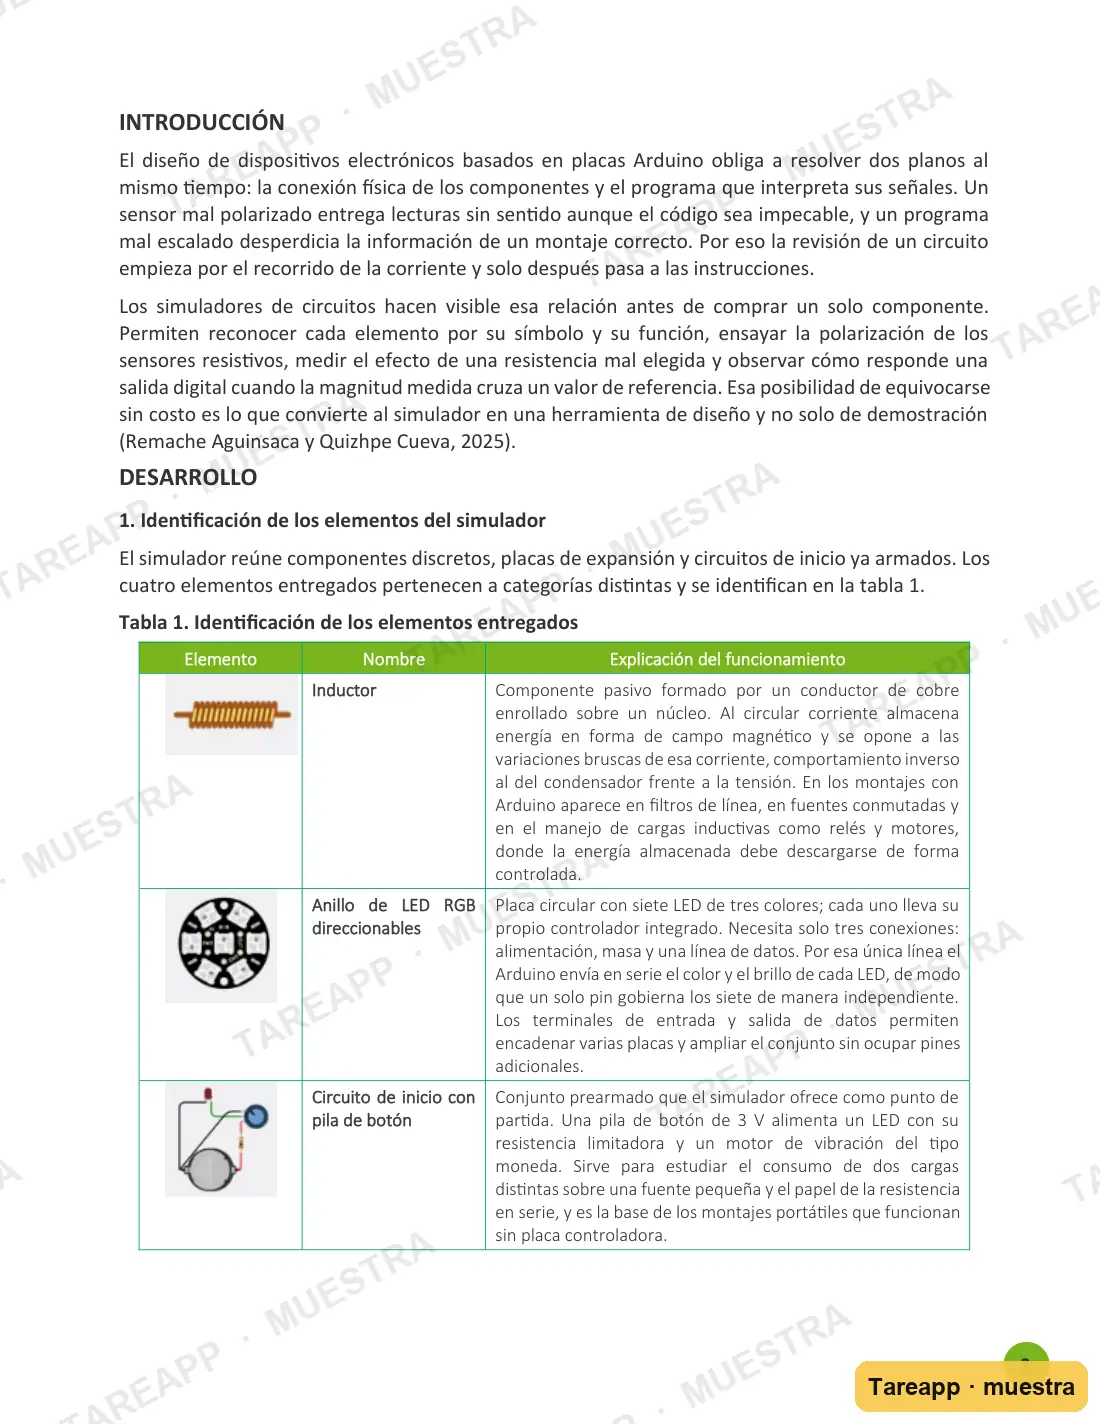 INTRODUCCIÓN
El diseño de dispositivos electrónicos basados en placas Arduino obliga a resolver dos planos al
mismo tiempo: la conexión física de los componentes y el programa que interpreta sus señales. Un
sensor mal polarizado entrega lecturas sin sentido aunque el código sea impecable, y un programa
mal escalado desperdicia la información de un montaje correcto. Por eso la revisión de un circuito
empieza por el recorrido de la corriente y solo después pasa a las instrucciones.
Los simuladores de circuitos hacen visible esa relación antes de comprar un solo componente.
Permiten reconocer cada elemento por su símbolo y su función, ensayar la polarización de los
sensores resistivos, medir el efecto de una resistencia mal elegida y observar cómo responde una
salida digital cuando la magnitud medida cruza un valor de referencia. Esa posibilidad de equivocarse
sin costo es lo que convierte al simulador en una herramienta de diseño y no solo de demostración
(Remache Aguinsaca y Quizhpe Cueva, 2025).
DESARROLLO
1. Identificación de los elementos del simulador
El simulador reúne componentes discretos, placas de expansión y circuitos de inicio ya armados. Los
cuatro elementos entregados pertenecen a categorías distintas y se identifican en la tabla 1.
Tabla 1. Identificación de los elementos entregados
Elemento Nombre Explicación del funcionamiento
Inductor
Componente pasivo formado por un conductor de cobre
enrollado sobre un núcleo. Al circular corriente almacena
energía en forma de campo magnético y se opone a las
variaciones bruscas de esa corriente, comportamiento inverso
al del condensador frente a la tensión. En los montajes con
Arduino aparece en filtros de línea, en fuentes conmutadas y
en el manejo de cargas inductivas como relés y motores,
donde la energía almacenada debe descargarse de forma
controlada.
Anillo de LED RGB
direccionables
Placa circular con siete LED de tres colores; cada uno lleva su
propio controlador integrado. Necesita solo tres conexiones:
alimentación, masa y una línea de datos. Por esa única línea el
Arduino envía en serie el color y el brillo de cada LED, de modo
que un solo pin gobierna los siete de manera independiente.
Los terminales de entrada y salida de datos permiten
encadenar varias placas y ampliar el conjunto sin ocupar pines
adicionales.
Circuito de inicio con
pila de botón
Conjunto prearmado que el simulador ofrece como punto de
partida. Una pila de botón de 3 V alimenta un LED con su
resistencia limitadora y un motor de vibración del tipo
moneda. Sirve para estudiar el consumo de dos cargas
distintas sobre una fuente pequeña y el papel de la resistencia
en serie, y es la base de los montajes portátiles que funcionan
sin placa controladora.
Tareapp · muestra
TAREAPP · MUESTRA